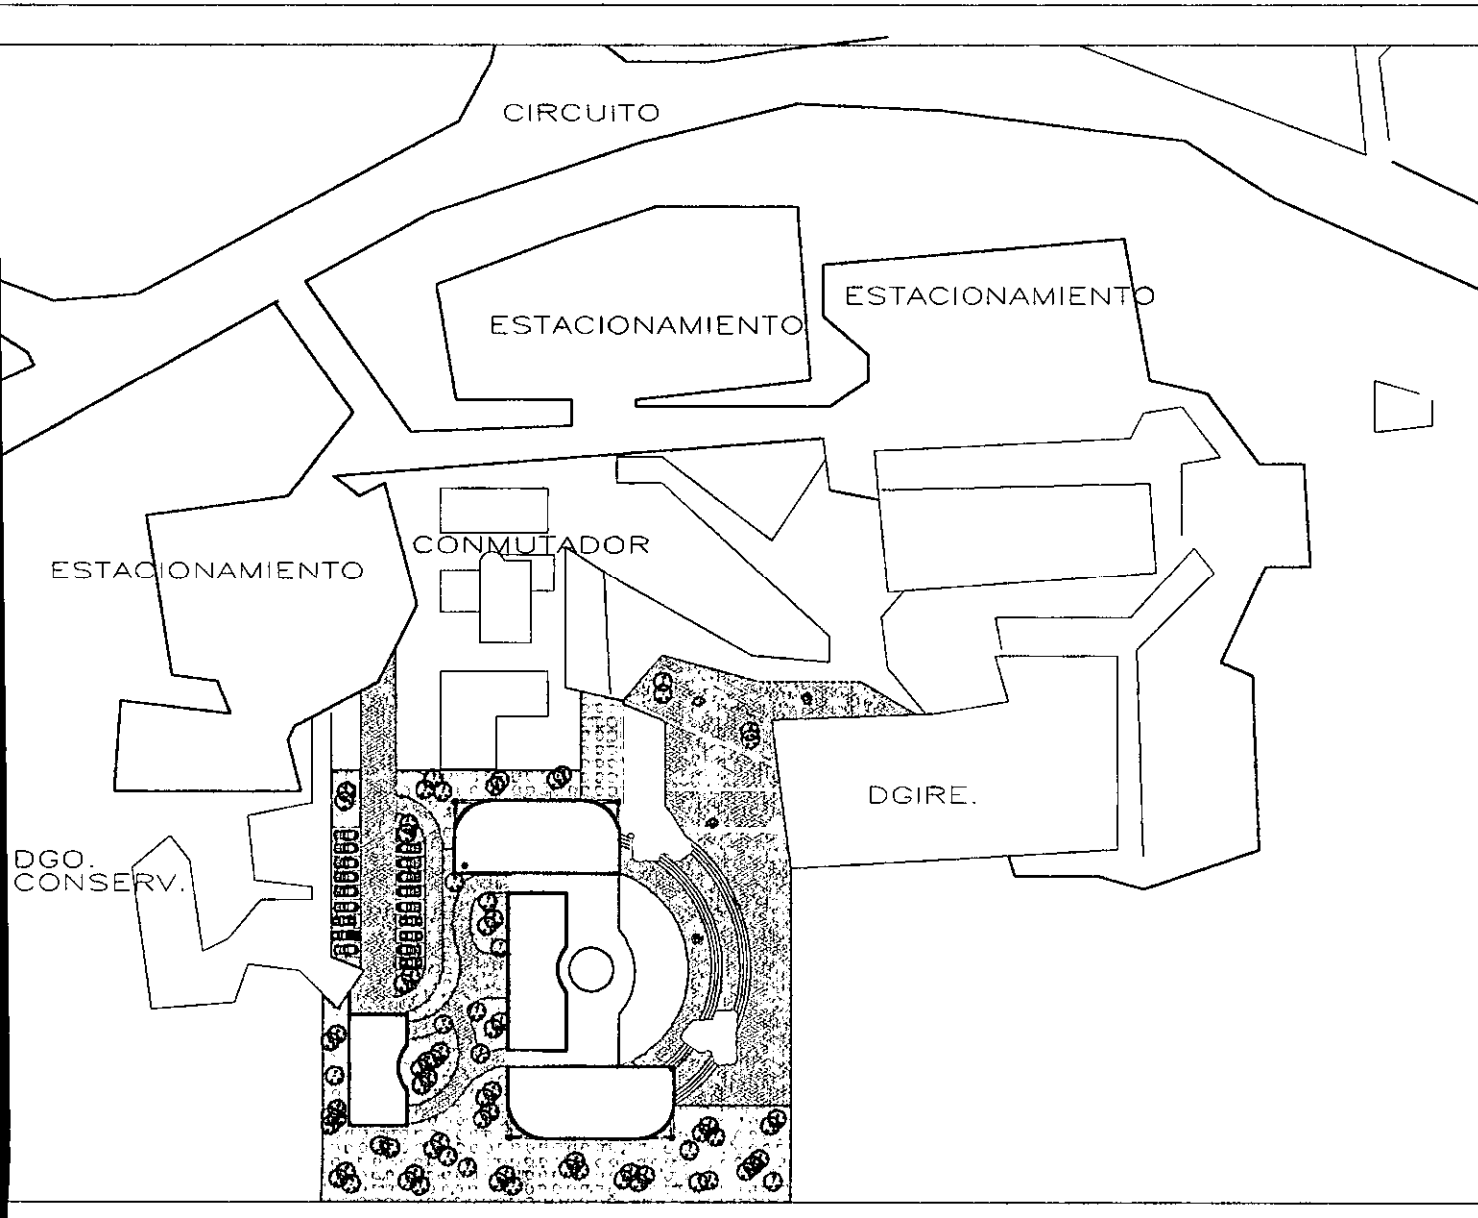 CIRCUITO
ESTACIONAMIENTO
ESTACIONAMIENTO
CONMUTADOR
ESTACIONAMIENTO
DGIRE.
DGO.
CONSERV.